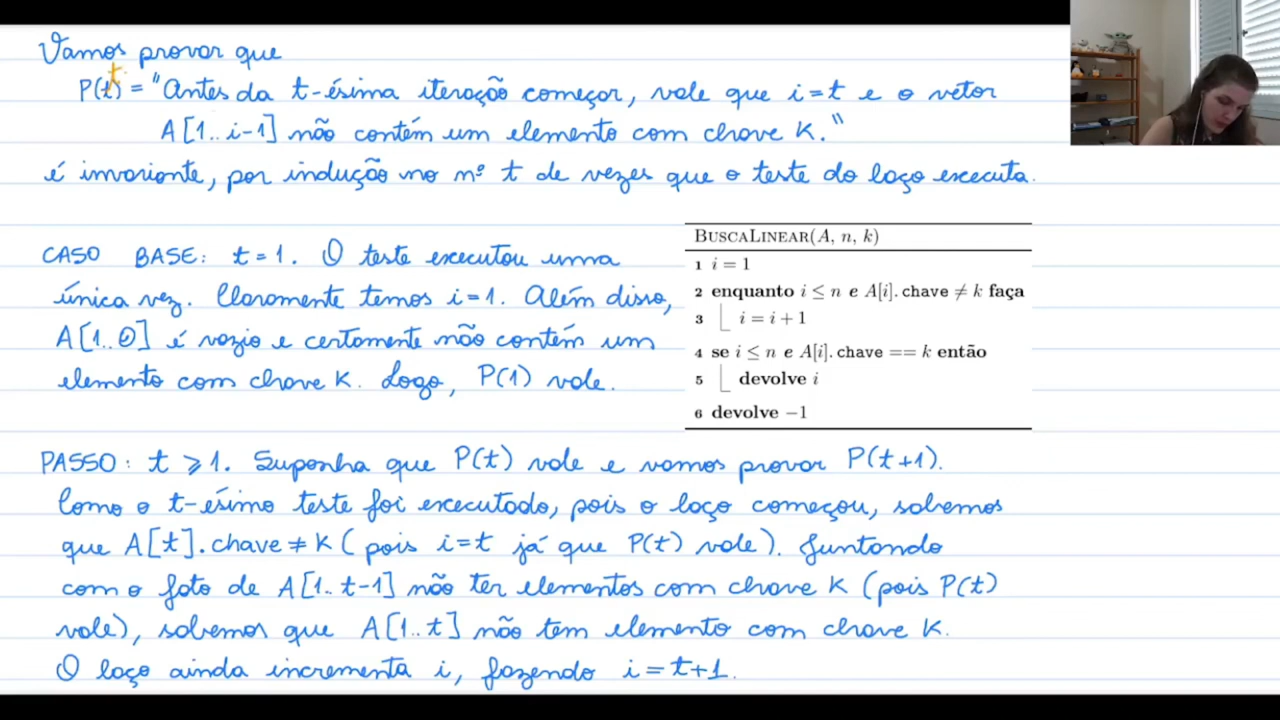 Vamos provar que
P(t) = "Antes da t-ésima iteração começar, vale que i=t e o vetor
A[1..i-1] não contém um elemento com chave K."
é invariante, por indução no nº t de vezes que o teste do laço executa.
CASO BASE: t=1. O teste executou uma
única vez. Claramente temos i=1. Além disso,
A[1..0] é vazio e certamente não contém um
elemento com chave K. Logo, P(1) vale.
BUSCALINEAR(A, n, k)
1 i = 1
2 enquanto i ≤ n e A[i].chave ≠ k faça
3 i = i + 1
4 se i ≤ n e A[i].chave == k então
5 devolve i
6 devolve −1
PASSO: t ⩾ 1. Suponha que P(t) vale e vamos provar P(t+1).
Como o t-ésimo teste foi executado, pois o laço começou, sabemos
que A[t].chave ≠ K (pois i=t já que P(t) vale). Juntando
com o fato de A[1..t-1] não ter elementos com chave K (pois P(t)
vale), sabemos que A[1..t] não tem elemento com chave K.
O laço ainda incrementa i, fazendo i = t+1.